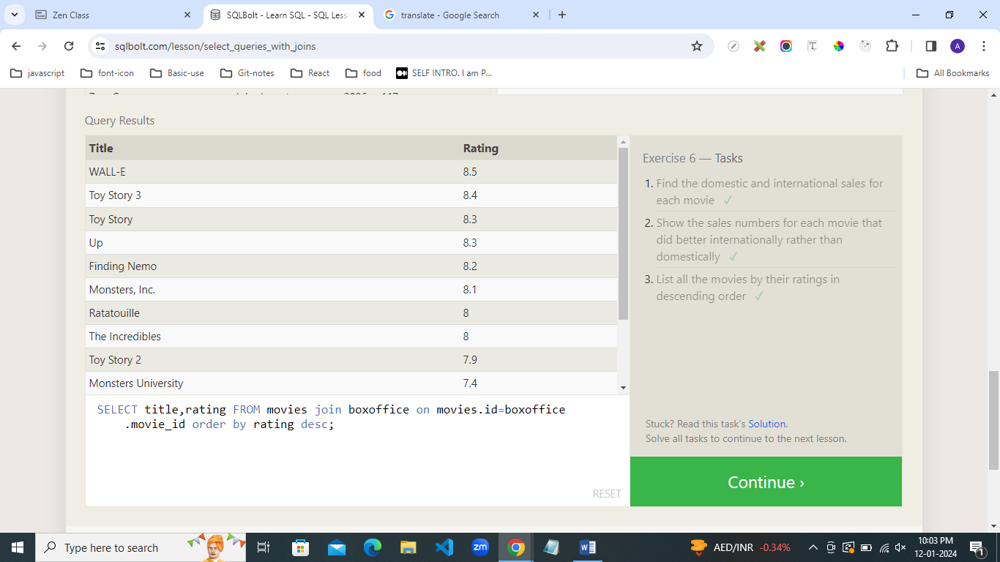 Zen Class
SQLBolt - Learn SQL - SQL Less
translate - Google Search
sqlbolt.com/lesson/select_queries_with_joins
A
javascript
font-icon
Basic-use
Git-notes
React
food
SELF INTRO. I am P...
All Bookmarks
Query Results
Title Rating
WALL-E 8.5
Toy Story 3 8.4
Toy Story 8.3
Up 8.3
Finding Nemo 8.2
Monsters, Inc. 8.1
Ratatouille 8
The Incredibles 8
Toy Story 2 7.9
Monsters University 7.4
SELECT title,rating FROM movies join boxoffice on movies.id=boxoffice
.movie_id order by rating desc;
RESET
Exercise 6 — Tasks
1. Find the domestic and international sales for
each movie ✓
2. Show the sales numbers for each movie that
did better internationally rather than
domestically ✓
3. List all the movies by their ratings in
descending order ✓
Stuck? Read this task's Solution.
Solve all tasks to continue to the next lesson.
Continue ›
Type here to search
zm
AED/INR -0.34%
10:03 PM
12-01-2024
1